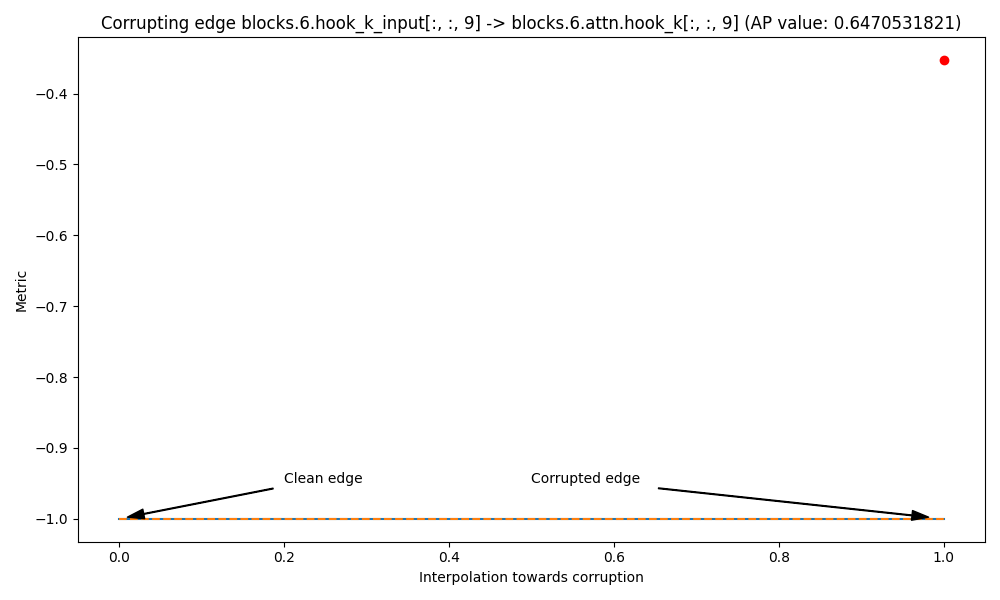 Corrupting edge blocks.6.hook_k_input[:, :, 9] -> blocks.6.attn.hook_k[:, :, 9] (AP value: 0.6470531821)
−0.4
−0.5
−0.6
−0.7
−0.8
−0.9
−1.0
Metric
Clean edge
Corrupted edge
0.0 0.2 0.4 0.6 0.8 1.0
Interpolation towards corruption